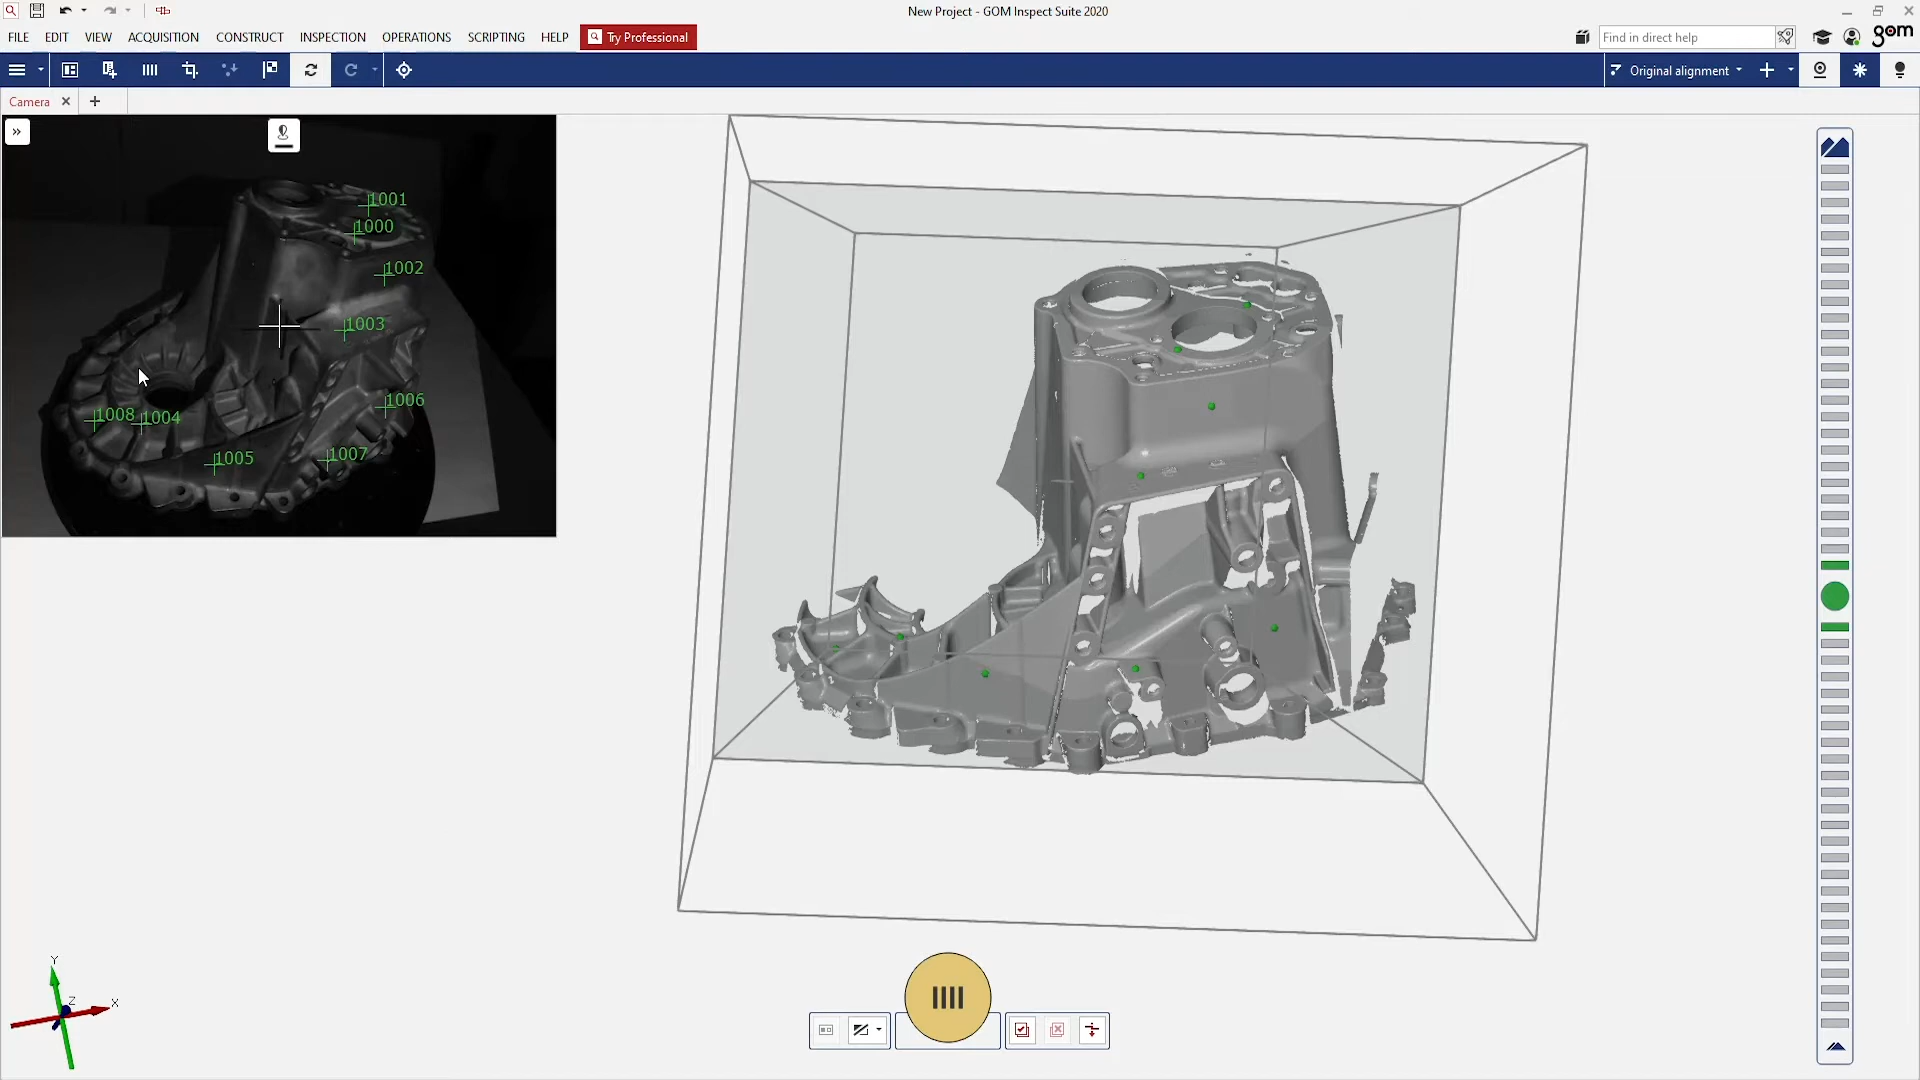 New Project - GOM Inspect Suite 2020
FILE EDIT VIEW ACQUISITION CONSTRUCT INSPECTION OPERATIONS SCRIPTING HELP Try Professional
Find in direct help
gom
Original alignment
Camera
1001
1000
1002
1003
1006
1008 1004
1005 1007
Y
Z X